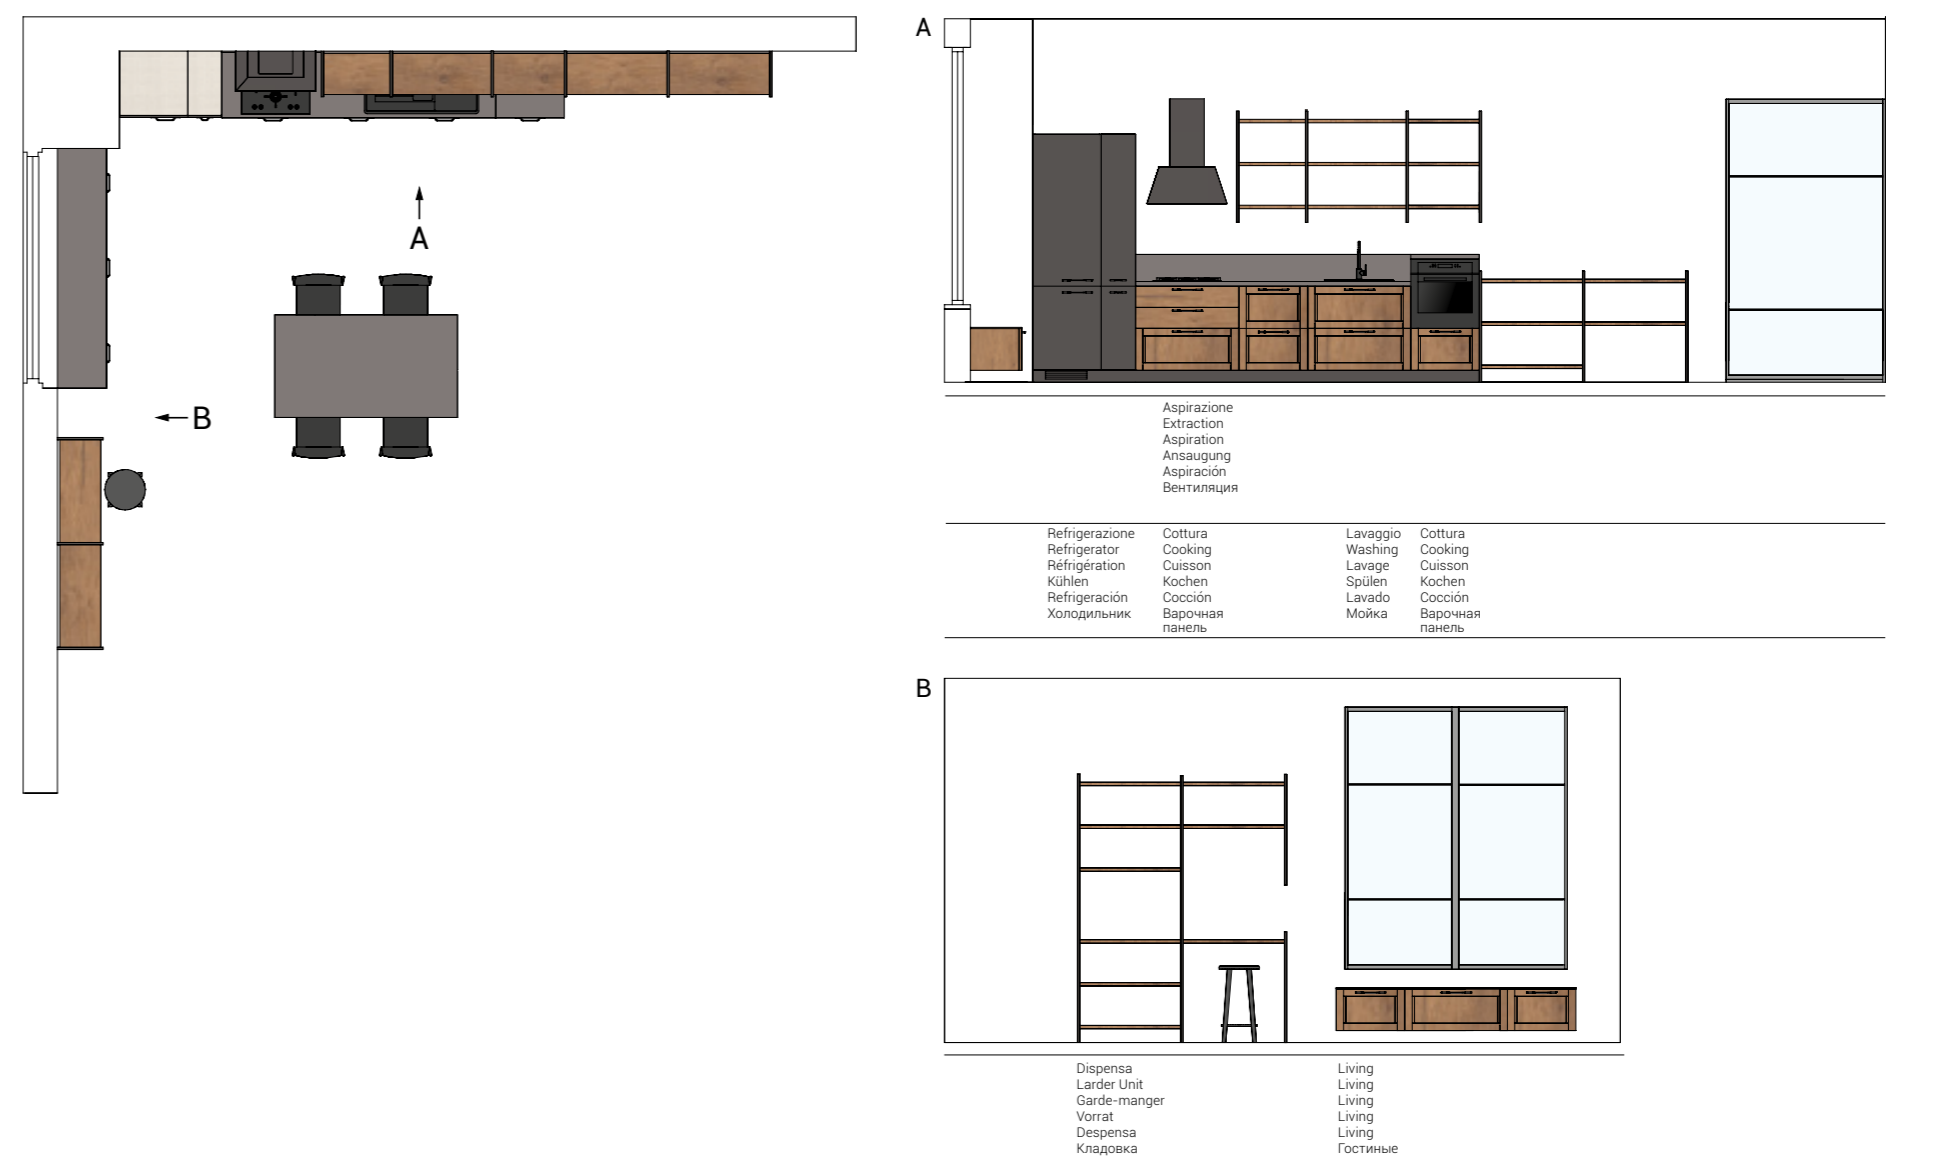 A
B
A
Aspirazione
Extraction
Aspiration
Ansaugung
Aspiración
Вентиляция
Refrigerazione
Refrigerator
Réfrigération
Kühlen
Refrigeración
Холодильник
Cottura
Cooking
Cuisson
Kochen
Cocción
Варочная
панель
Lavaggio
Washing
Lavage
Spülen
Lavado
Мойка
Cottura
Cooking
Cuisson
Kochen
Cocción
Варочная
панель
B
Dispensa
Larder Unit
Garde-manger
Vorrat
Despensa
Кладовка
Living
Living
Living
Living
Living
Гостиные